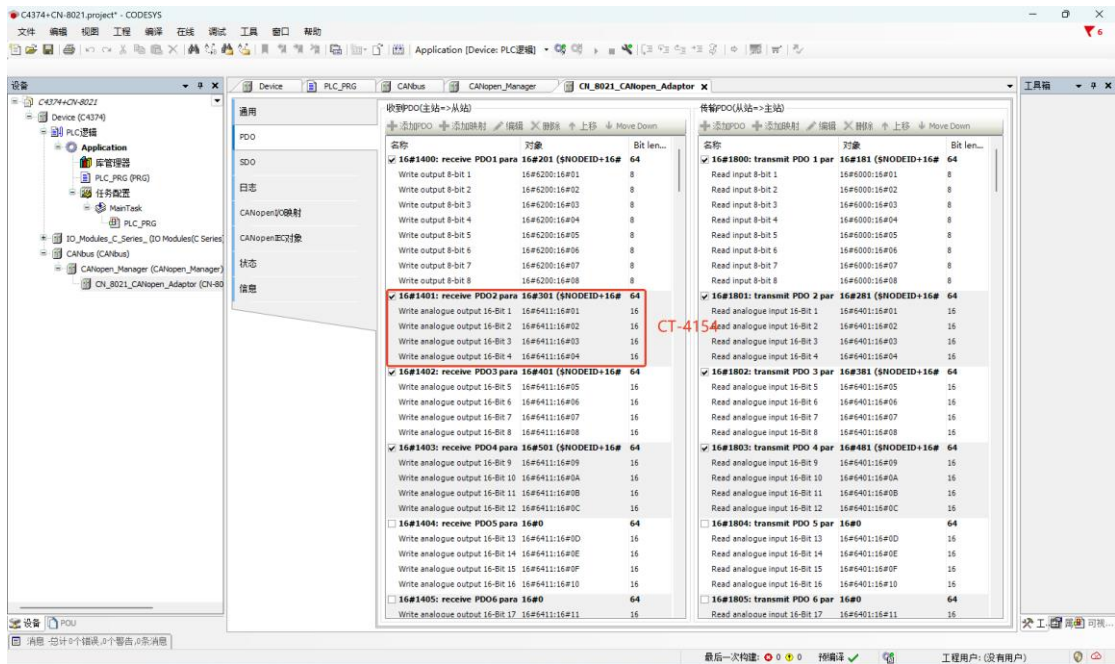 C4374+CN-8021.project* - CODESYS
文件 编辑 视图 工程 编译 在线 调试 工具 窗口 帮助
6
Application [Device: PLC逻辑]
设备
Device
PLC_PRG
CANbus
CANopen_Manager
CN_8021_CANopen_Adaptor
工具箱
C4374+CN-8021
Device (C4374)
PLC逻辑
Application
库管理器
PLC_PRG (PRG)
任务配置
MainTask
PLC_PRG
IO_Modules_C_Series_ (IO Modules(C Series
CANbus (CANbus)
CANopen_Manager (CANopen_Manager)
CN_8021_CANopen_Adaptor (CN-80
通用
PDO
SDO
日志
CANopenI/O映射
CANopenIEC对象
状态
信息
收到PDO(主站=>从站)
添加PDO 添加映射 编辑 删除 上移 Move Down
名称 对象 Bit len...
16#1400: receive PDO1 para 16#201 ($NODEID+16# 64
Write output 8-bit 1 16#6200:16#01 8
Write output 8-bit 2 16#6200:16#02 8
Write output 8-bit 3 16#6200:16#03 8
Write output 8-bit 4 16#6200:16#04 8
Write output 8-bit 5 16#6200:16#05 8
Write output 8-bit 6 16#6200:16#06 8
Write output 8-bit 7 16#6200:16#07 8
Write output 8-bit 8 16#6200:16#08 8
16#1401: receive PDO2 para 16#301 ($NODEID+16# 64
Write analogue output 16-Bit 1 16#6411:16#01 16
Write analogue output 16-Bit 2 16#6411:16#02 16
Write analogue output 16-Bit 3 16#6411:16#03 16
Write analogue output 16-Bit 4 16#6411:16#04 16
CT-4154
16#1402: receive PDO3 para 16#401 ($NODEID+16# 64
Write analogue output 16-Bit 5 16#6411:16#05 16
Write analogue output 16-Bit 6 16#6411:16#06 16
Write analogue output 16-Bit 7 16#6411:16#07 16
Write analogue output 16-Bit 8 16#6411:16#08 16
16#1403: receive PDO4 para 16#501 ($NODEID+16# 64
Write analogue output 16-Bit 9 16#6411:16#09 16
Write analogue output 16-Bit 10 16#6411:16#0A 16
Write analogue output 16-Bit 11 16#6411:16#0B 16
Write analogue output 16-Bit 12 16#6411:16#0C 16
16#1404: receive PDO5 para 16#0 64
Write analogue output 16-Bit 13 16#6411:16#0D 16
Write analogue output 16-Bit 14 16#6411:16#0E 16
Write analogue output 16-Bit 15 16#6411:16#0F 16
Write analogue output 16-Bit 16 16#6411:16#10 16
16#1405: receive PDO6 para 16#0 64
Write analogue output 16-Bit 17 16#6411:16#11 16
传输PDO(从站=>主站)
添加PDO 添加映射 编辑 删除 上移 Move Down
名称 对象 Bit len...
16#1800: transmit PDO 1 par 16#181 ($NODEID+16# 64
Read input 8-bit 1 16#6000:16#01 8
Read input 8-bit 2 16#6000:16#02 8
Read input 8-bit 3 16#6000:16#03 8
Read input 8-bit 4 16#6000:16#04 8
Read input 8-bit 5 16#6000:16#05 8
Read input 8-bit 6 16#6000:16#06 8
Read input 8-bit 7 16#6000:16#07 8
Read input 8-bit 8 16#6000:16#08 8
16#1801: transmit PDO 2 par 16#281 ($NODEID+16# 64
Read analogue input 16-Bit 1 16#6401:16#01 16
Read analogue input 16-Bit 2 16#6401:16#02 16
Read analogue input 16-Bit 3 16#6401:16#03 16
Read analogue input 16-Bit 4 16#6401:16#04 16
16#1802: transmit PDO 3 par 16#381 ($NODEID+16# 64
Read analogue input 16-Bit 5 16#6401:16#05 16
Read analogue input 16-Bit 6 16#6401:16#06 16
Read analogue input 16-Bit 7 16#6401:16#07 16
Read analogue input 16-Bit 8 16#6401:16#08 16
16#1803: transmit PDO 4 par 16#481 ($NODEID+16# 64
Read analogue input 16-Bit 9 16#6401:16#09 16
Read analogue input 16-Bit 10 16#6401:16#0A 16
Read analogue input 16-Bit 11 16#6401:16#0B 16
Read analogue input 16-Bit 12 16#6401:16#0C 16
16#1804: transmit PDO 5 par 16#0 64
Read analogue input 16-Bit 13 16#6401:16#0D 16
Read analogue input 16-Bit 14 16#6401:16#0E 16
Read analogue input 16-Bit 15 16#6401:16#0F 16
Read analogue input 16-Bit 16 16#6401:16#10 16
16#1805: transmit PDO 6 par 16#0 64
Read analogue input 16-Bit 17 16#6401:16#11 16
设备 POU
工.. 可视...
消息 -总计0个错误,0个警告,0条消息
最后一次构建: 0 0 预编译 工程用户: (没有用户)